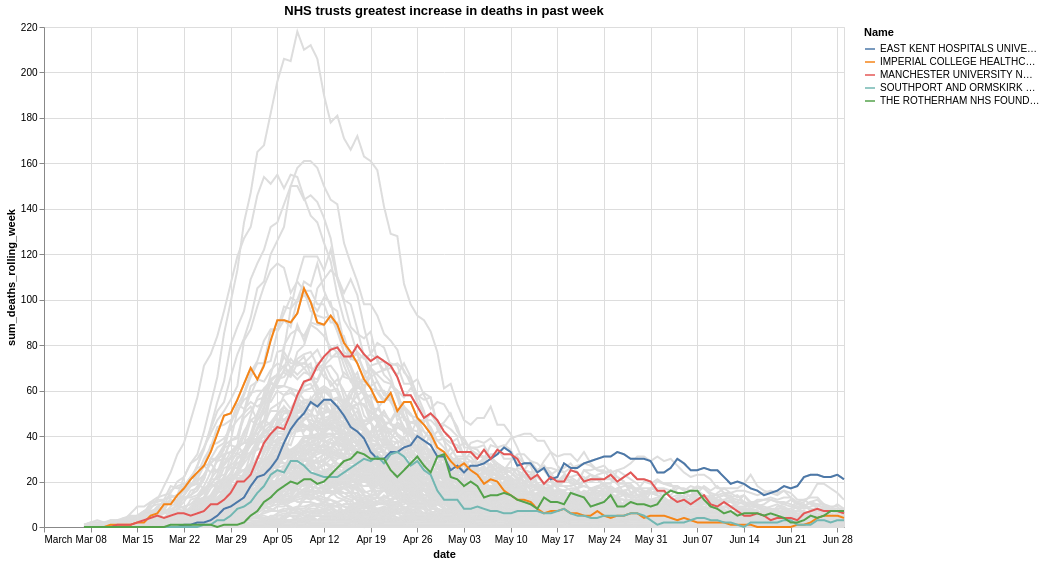 NHS trusts greatest increase in deaths in past week
220
200
180
160
140
120
100
80
60
40
20
0
sum_deaths_rolling_week
March Mar 08 Mar 15 Mar 22 Mar 29 Apr 05 Apr 12 Apr 19 Apr 26 May 03 May 10 May 17 May 24 May 31 Jun 07 Jun 14 Jun 21 Jun 28
date
Name
EAST KENT HOSPITALS UNIVE…
IMPERIAL COLLEGE HEALTHC…
MANCHESTER UNIVERSITY N…
SOUTHPORT AND ORMSKIRK …
THE ROTHERHAM NHS FOUND…